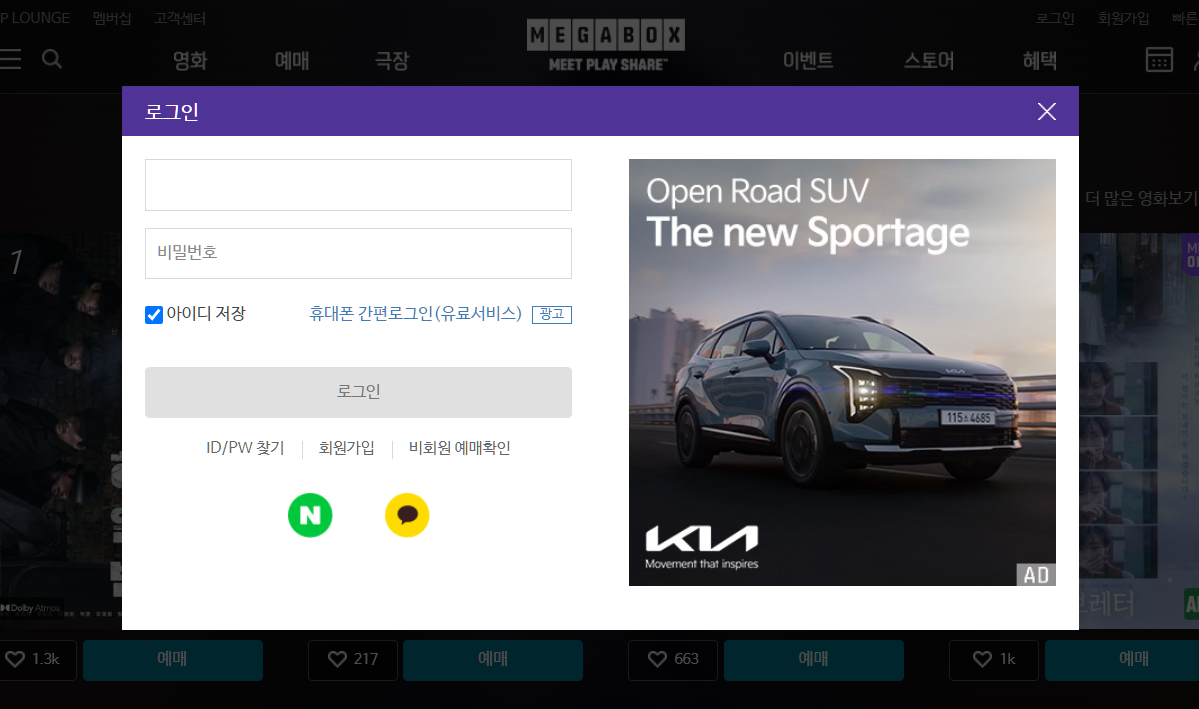 P LOUNGE 멤버십 고객센터
로그인 회원가입 빠른
MEGABOX
MEET PLAY SHARE™
영화 예매 극장 이벤트 스토어 혜택
로그인
비밀번호
아이디 저장 휴대폰 간편로그인(유료서비스) 광고
로그인
ID/PW 찾기 회원가입 비회원 예매확인
N
Open Road SUV
The new Sportage
115소 4685
KIA
Movement that inspires
AD
더 많은 영화보기
1
Dolby Atmos
레터
1.3k 예매 217 예매 663 예매 1k 예매